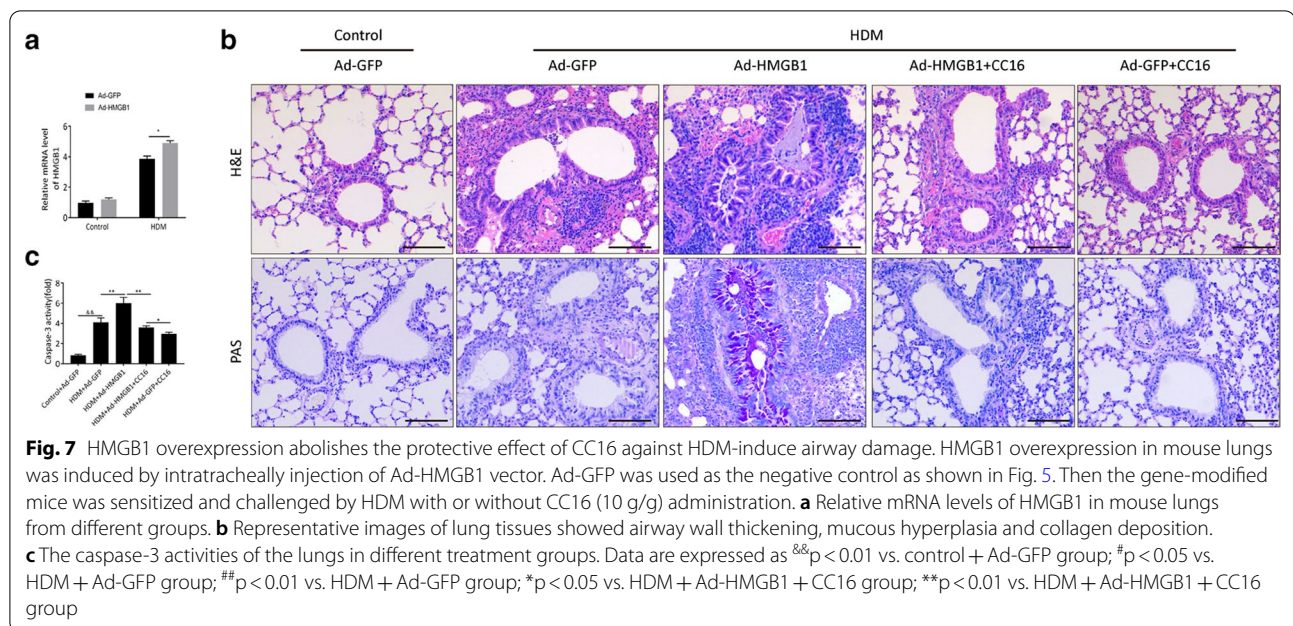 a
Ad-GFP
Ad-HMGB1
Relative mRNA level
of HMGB1
6
4
2
0
*
Control
HDM
b
Control
HDM
Ad-GFP
Ad-GFP
Ad-HMGB1
Ad-HMGB1+CC16
Ad-GFP+CC16
H&E
PAS
c
Caspase-3 activity(fold)
8
6
4
2
0
&&
**
**
*
Control+Ad-GFP
HDM+Ad-GFP
HDM+Ad-HMGB1
HDM+Ad-HMGB1+CC16
HDM+Ad-GFP+CC16
Fig. 7 HMGB1 overexpression abolishes the protective effect of CC16 against HDM-induce airway damage. HMGB1 overexpression in mouse lungs
was induced by intratracheally injection of Ad-HMGB1 vector. Ad-GFP was used as the negative control as shown in Fig. 5. Then the gene-modified
mice was sensitized and challenged by HDM with or without CC16 (10 g/g) administration. a Relative mRNA levels of HMGB1 in mouse lungs
from different groups. b Representative images of lung tissues showed airway wall thickening, mucous hyperplasia and collagen deposition.
c The caspase-3 activities of the lungs in different treatment groups. Data are expressed as &&p < 0.01 vs. control + Ad-GFP group; #p < 0.05 vs.
HDM + Ad-GFP group; ##p < 0.01 vs. HDM + Ad-GFP group; *p < 0.05 vs. HDM + Ad-HMGB1 + CC16 group; **p < 0.01 vs. HDM + Ad-HMGB1 + CC16
group